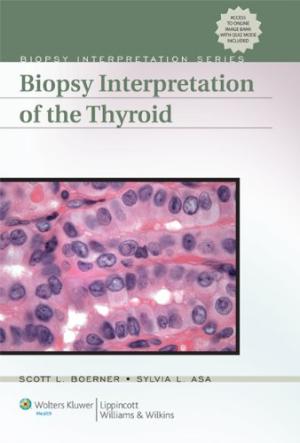 ACCESS
TO ONLINE
IMAGE BANK
WITH QUIZ MODE
INCLUDED
BIOPSY INTERPRETATION SERIES
Biopsy Interpretation
of the Thyroid
SCOTT L. BOERNER • SYLVIA L. ASA
Wolters Kluwer
Health
Lippincott
Williams & Wilkins